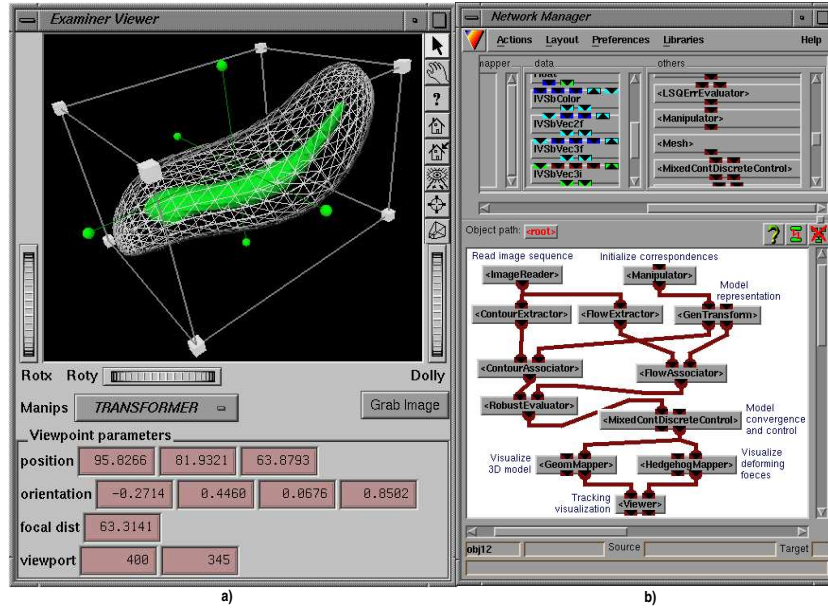 Examiner Viewer
?
Rotx Roty Dolly
Manips TRANSFORMER Grab Image
Viewpoint parameters
position 95.8266 81.9321 63.8793
orientation -0.2714 0.4460 0.0676 0.8502
focal dist 63.3141
viewport 400 345
a)
Network Manager
Actions Layout Preferences Libraries Help
mapper data others
Float
IVSbColor
IVSbVec2f
IVSbVec3f
IVSbVec3i
<LSQErrEvaluator>
<Manipulator>
<Mesh>
<MixedContDiscreteControl>
Object path: <root>
?
Read image sequence
Initialize correspondences
<ImageReader> <Manipulator>
Model
representation
<ContourExtractor> <FlowExtractor> <GenTransform>
<ContourAssociator> <FlowAssociator>
<RobustEvaluator>
<MixedContDiscreteControl>
Model
convergence
and control
Visualize
3D model
<GeomMapper> <HedgehogMapper>
Visualize
deforming
foeces
Tracking
visualization
<Viewer>
obj12 Source Target
b)